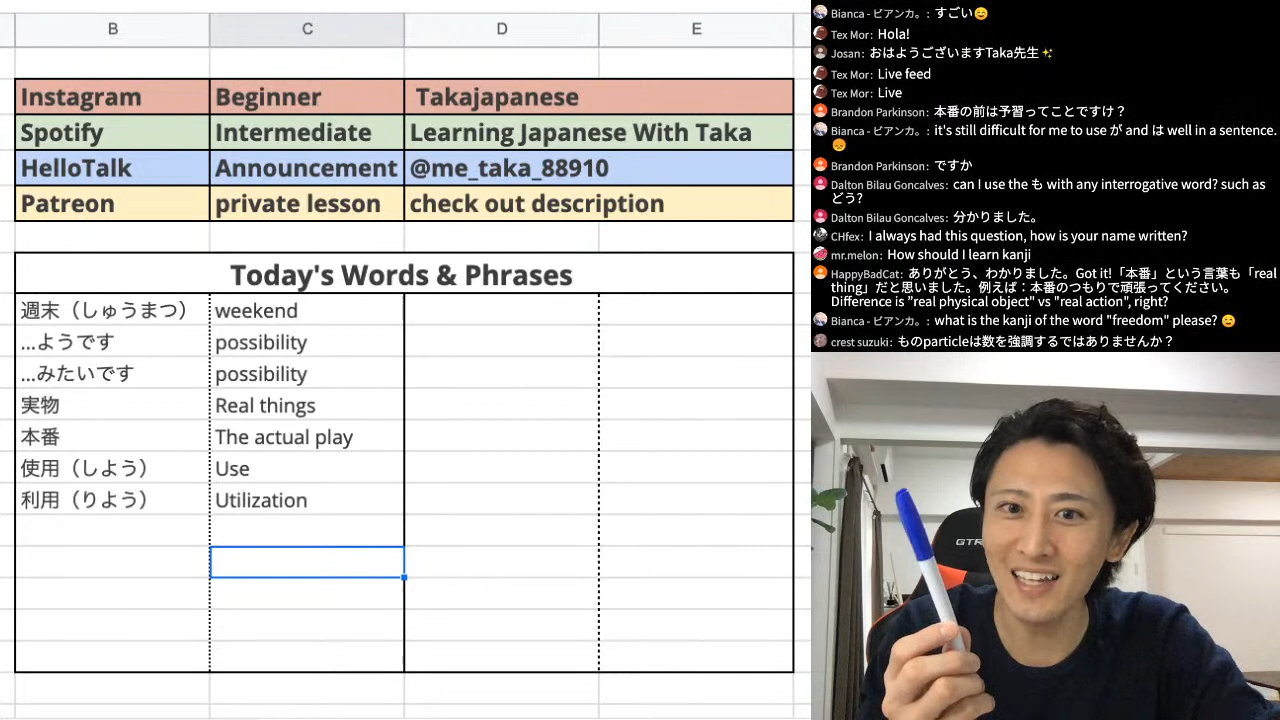 B C D E
Instagram Beginner Takajapanese
Spotify Intermediate Learning Japanese With Taka
HelloTalk Announcement @me_taka_88910
Patreon private lesson check out description
Today's Words & Phrases
週末（しゅうまつ） weekend
...ようです possibility
...みたいです possibility
実物 Real things
本番 The actual play
使用（しよう） Use
利用（りよう） Utilization
Bianca - ビアンカ。: すごい😊
Tex Mor: Hola!
Josan: おはようございますTaka先生✨
Tex Mor: Live feed
Tex Mor: Live
Brandon Parkinson: 本番の前は予習ってことですけ？
Bianca - ビアンカ。: it's still difficult for me to use が and は well in a sentence.
😞
Brandon Parkinson: ですか
Dalton Bilau Goncalves: can I use the も with any interrogative word? such as
どう?
Dalton Bilau Goncalves: 分かりました。
CHfex: I always had this question, how is your name written?
mr.melon: How should I learn kanji
HappyBadCat: ありがとう、わかりました。Got it!「本番」という言葉も「real
thing」だと思いました。例えば：本番のつもりで頑張ってください。
Difference is ”real physical object" vs "real action", right?
Bianca - ビアンカ。: what is the kanji of the word "freedom" please? 😊
crest suzuki: ものparticleは数を強調するではありませんか？
GTR